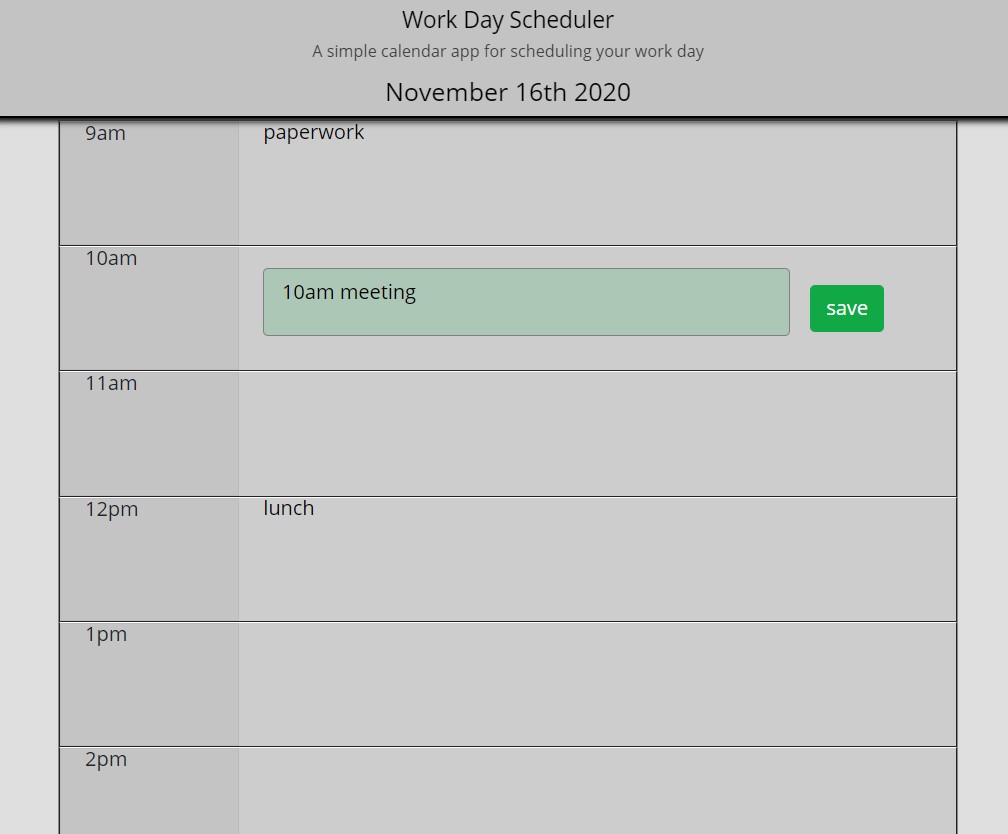 Work Day Scheduler
A simple calendar app for scheduling your work day
November 16th 2020
9am paperwork
10am 10am meeting save
11am
12pm lunch
1pm
2pm